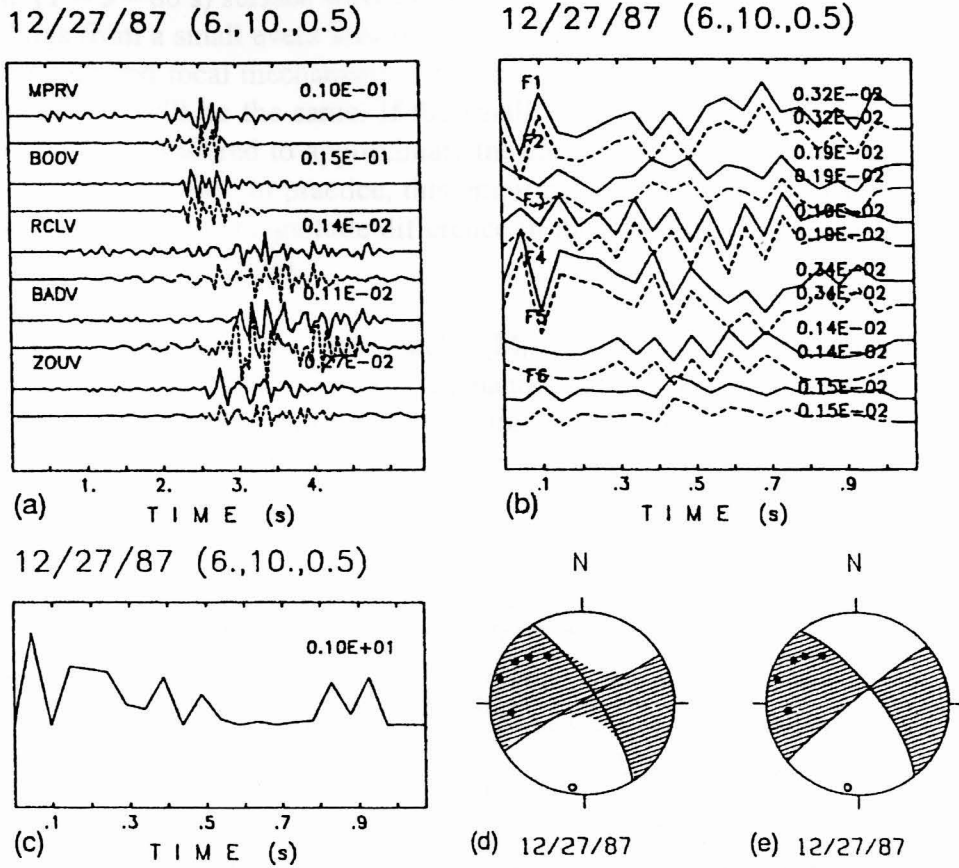 12/27/87 (6.,10.,0.5)
MPRV 0.10E-01
BOOV 0.15E-01
RCLV 0.14E-02
BADV 0.11E-02
ZOUV 0.27E-02
1. 2. 3. 4.
(a) TIME (s)
12/27/87 (6.,10.,0.5)
F1 0.32E-02
0.32E-02
F2
0.19E-02
0.19E-02
F3
0.18E-02
0.18E-02
F4
0.34E-02
0.34E-02
F5
0.14E-02
0.14E-02
F6
0.15E-02
0.15E-02
.1 .3 .5 .7 .9
(b) TIME (s)
12/27/87 (6.,10.,0.5)
0.10E+01
.1 .3 .5 .7 .9
(c) TIME (s)
N
(d) 12/27/87
N
(e) 12/27/87